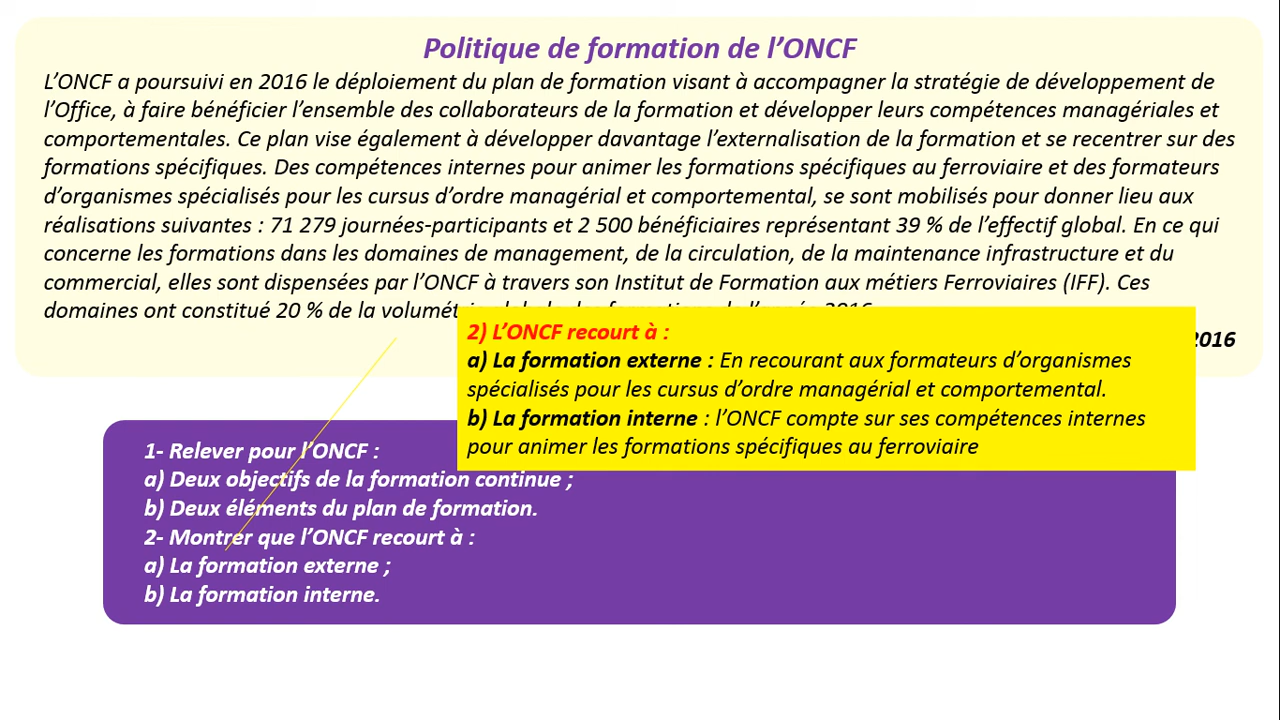 Politique de formation de l’ONCF
L’ONCF a poursuivi en 2016 le déploiement du plan de formation visant à accompagner la stratégie de développement de
l’Office, à faire bénéficier l’ensemble des collaborateurs de la formation et développer leurs compétences managériales et
comportementales. Ce plan vise également à développer davantage l’externalisation de la formation et se recentrer sur des
formations spécifiques. Des compétences internes pour animer les formations spécifiques au ferroviaire et des formateurs
d’organismes spécialisés pour les cursus d’ordre managérial et comportemental, se sont mobilisés pour donner lieu aux
réalisations suivantes : 71 279 journées-participants et 2 500 bénéficiaires représentant 39 % de l’effectif global. En ce qui
concerne les formations dans les domaines de management, de la circulation, de la maintenance infrastructure et du
commercial, elles sont dispensées par l’ONCF à travers son Institut de Formation aux métiers Ferroviaires (IFF). Ces
domaines ont constitué 20 % de la
2016
2) L’ONCF recourt à :
a) La formation externe : En recourant aux formateurs d’organismes
spécialisés pour les cursus d’ordre managérial et comportemental.
b) La formation interne : l’ONCF compte sur ses compétences internes
pour animer les formations spécifiques au ferroviaire
1- Relever pour l’ONCF :
a) Deux objectifs de la formation continue ;
b) Deux éléments du plan de formation.
2- Montrer que l’ONCF recourt à :
a) La formation externe ;
b) La formation interne.